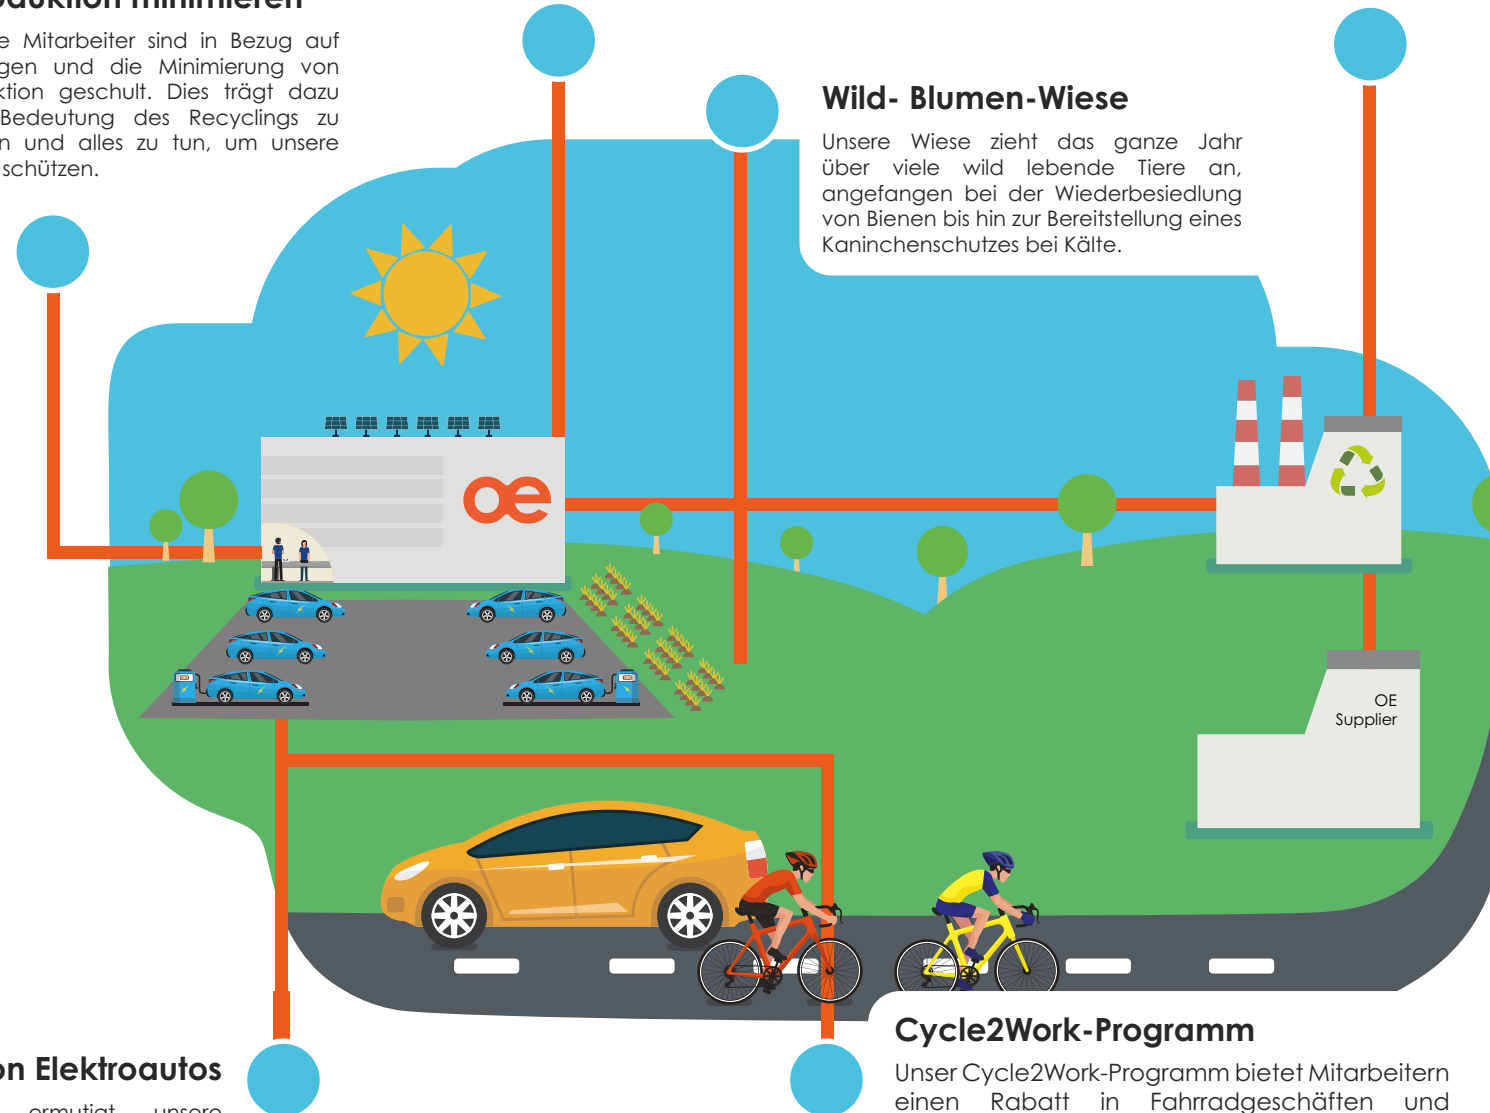 minimieren
e Mitarbeiter sind in Bezug auf
gen und die Minimierung von
ktion geschult. Dies trägt dazu
Bedeutung des Recyclings zu
n und alles zu tun, um unsere
schützen.
Wild- Blumen-Wiese
Unsere Wiese zieht das ganze Jahr
über viele wild lebende Tiere an,
angefangen bei der Wiederbesiedlung
von Bienen bis hin zur Bereitstellung eines
Kaninchenschutzes bei Kälte.
oe
OE
Supplier
on Elektroautos
ermutigt unsere
Cycle2Work-Programm
Unser Cycle2Work-Programm bietet Mitarbeitern
einen Rabatt in Fahrradgeschäften und